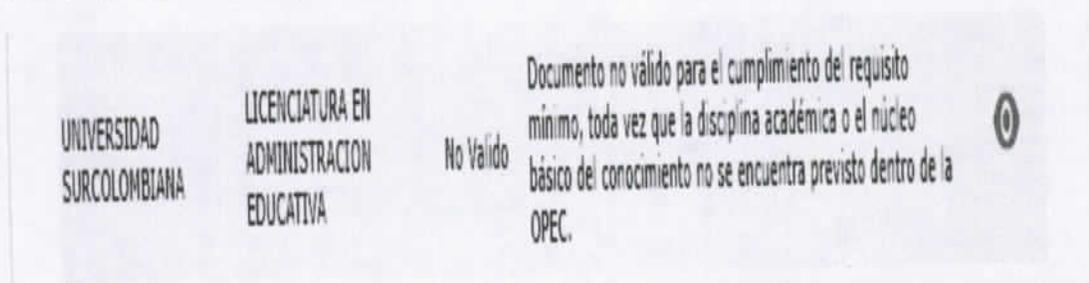 UNIVERSIDAD
SURCOLOMBIANA
LICENCIATURA EN
ADMINISTRACION
EDUCATIVA
No Valido
Documento no válido para el cumplimiento del requisito
mínimo, toda vez que la disciplina académica o el núcleo
básico del conocimiento no se encuentra previsto dentro de la
OPEC.